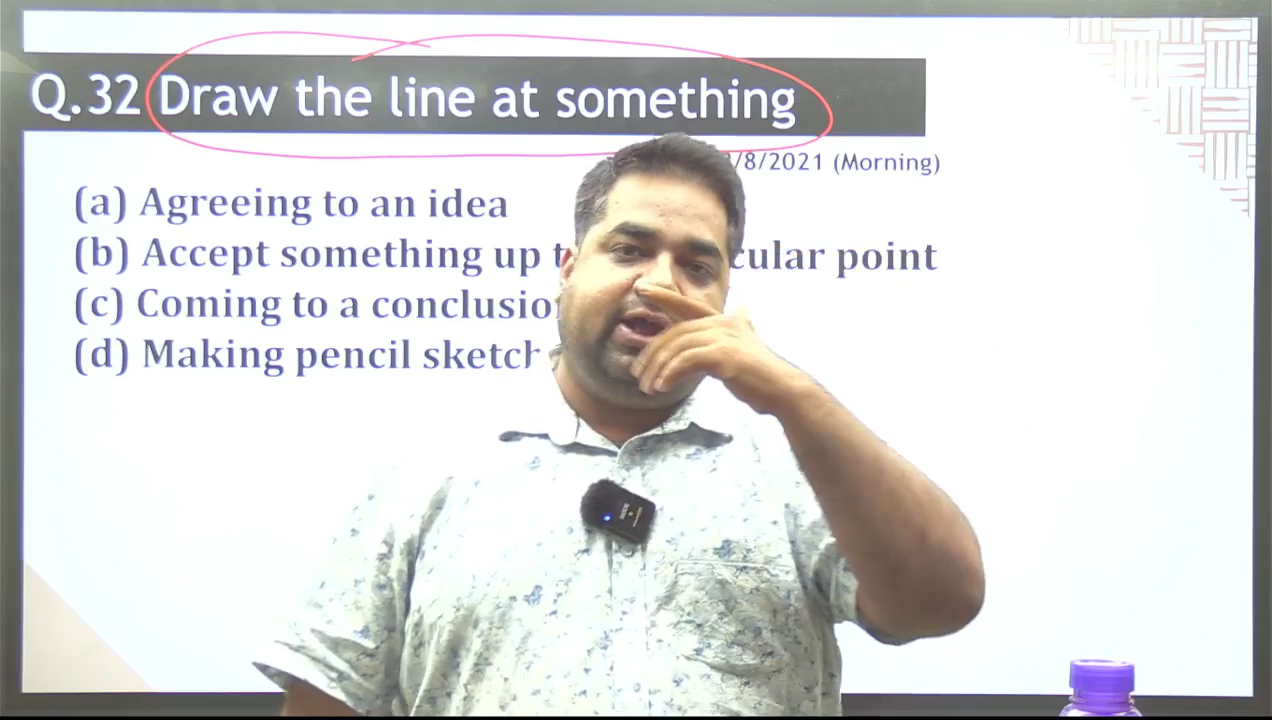 Q.32 Draw the line at something
/8/2021 (Morning)
(a) Agreeing to an idea
(b) Accept something up point
(c) Coming to a
(d) Making pencil